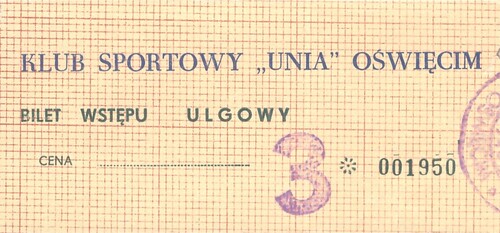 KLUB SPORTOWY „UNIA” OŚWIĘCIM
BILET WSTĘPU ULGOWY
CENA 3 * 001950